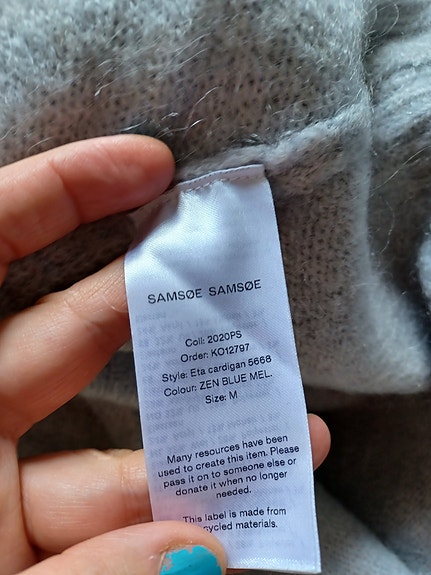 SAMSØE SAMSØE
Coll: 2020PS
Order: KO12797
Style: Eta cardigan 5668
Colour: ZEN BLUE MEL.
Size: M
Many resources have been
used to create this item. Please
pass it on to someone else or
donate it when no longer
needed.
This label is made from
materials.